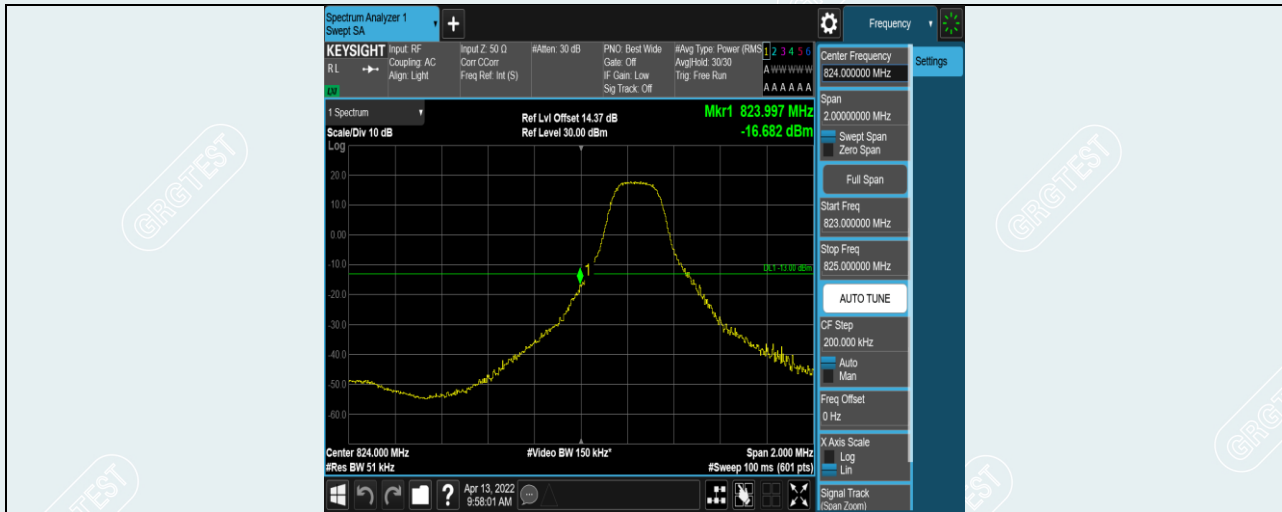 Spectrum Analyzer 1
Swept SA
+
Frequency
KEYSIGHT
RL
LXI
Input: RF
Coupling: AC
Align: Light
Input Z: 50 Ω
Corr CCorr
Freq Ref: Int (S)
#Atten: 30 dB
PNO: Best Wide
Gate: Off
IF Gain: Low
Sig Track: Off
#Avg Type: Power (RMS
Avg|Hold: 30/30
Trig: Free Run
1 2 3 4 5 6
A W W W W W
A A A A A A
1 Spectrum
Scale/Div 10 dB
Log
Ref Lvl Offset 14.37 dB
Ref Level 30.00 dBm
Mkr1 823.997 MHz
-16.682 dBm
20.0
10.0
0.00
-10.0
-20.0
-30.0
-40.0
-50.0
-60.0
1
DL1 -13.00 dBm
Center 824.000 MHz
#Res BW 51 kHz
#Video BW 150 kHz*
Span 2.000 MHz
#Sweep 100 ms (601 pts)
?
Apr 13, 2022
9:58:01 AM
Center Frequency
824.000000 MHz
Settings
Span
2.00000000 MHz
Swept Span
Zero Span
Full Span
Start Freq
823.000000 MHz
Stop Freq
825.000000 MHz
AUTO TUNE
CF Step
200.000 kHz
Auto
Man
Freq Offset
0 Hz
X Axis Scale
Log
Lin
Signal Track
(Span Zoom)
GRGTEST
GRGTEST
GRGTEST
GRGTEST
GRGTEST